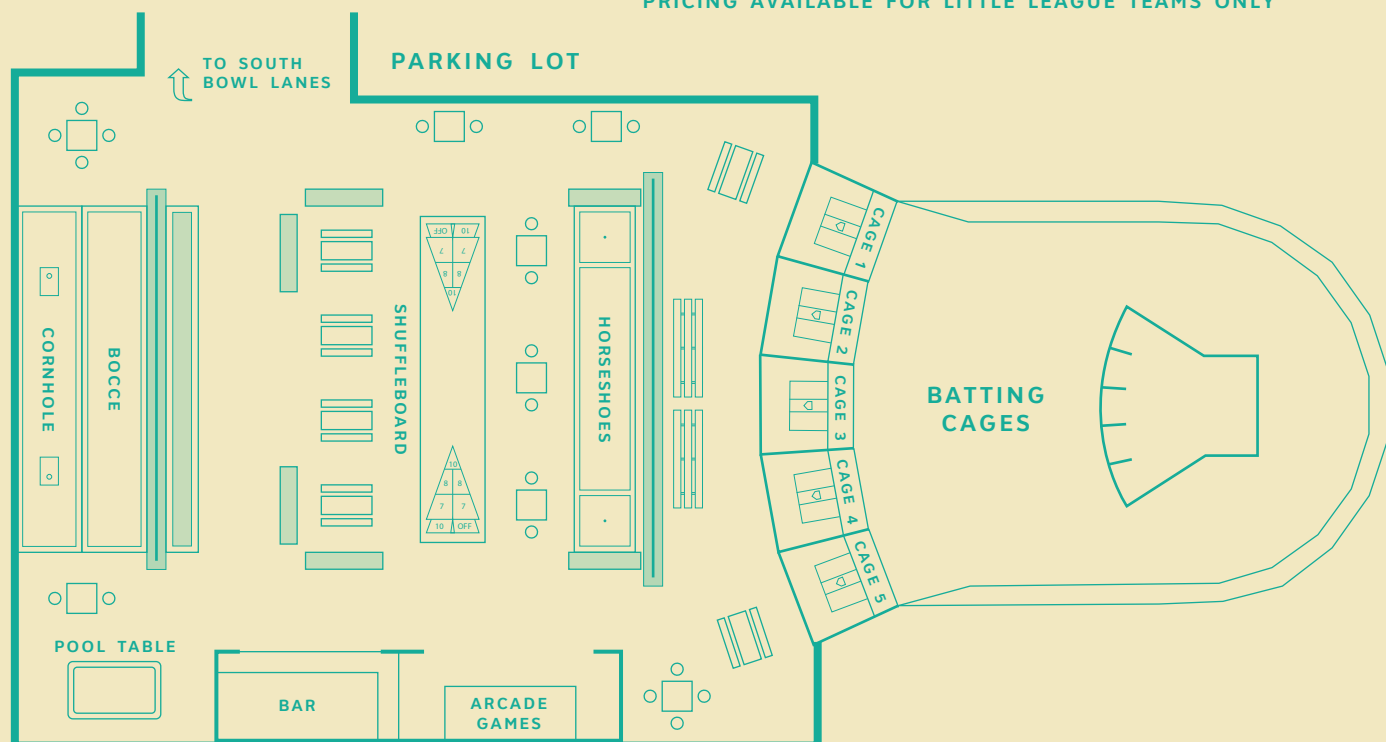 PRICING AVAILABLE FOR LITTLE LEAGUE TEAMS ONLY
TO SOUTH
BOWL LANES
PARKING LOT
CORNHOLE
BOCCE
SHUFFLEBOARD
10 OFF
7 7
8 8
10
10
8 8
7 7
10 OFF
HORSESHOES
CAGE 1
CAGE 2
CAGE 3
CAGE 4
CAGE 5
BATTING
CAGES
POOL TABLE
BAR
ARCADE
GAMES